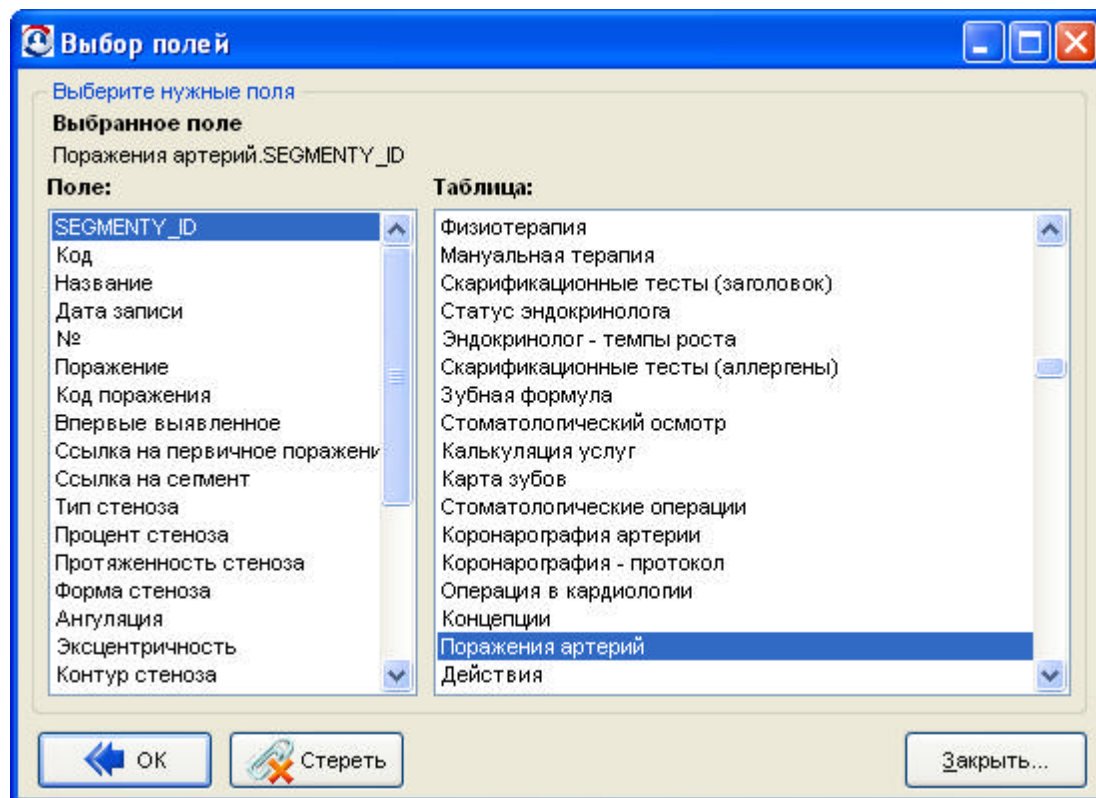 Выбор полей
Выберите нужные поля
Выбранное поле
Поражения артерий.SEGMENTY_ID
Поле:
SEGMENTY_ID
Код
Название
Дата записи
№
Поражение
Код поражения
Впервые выявленное
Ссылка на первичное поражени
Ссылка на сегмент
Тип стеноза
Процент стеноза
Протяженность стеноза
Форма стеноза
Ангуляция
Эксцентричность
Контур стеноза
Таблица:
Физиотерапия
Мануальная терапия
Скарификационные тесты (заголовок)
Статус эндокринолога
Эндокринолог - темпы роста
Скарификационные тесты (аллергены)
Зубная формула
Стоматологический осмотр
Калькуляция услуг
Карта зубов
Стоматологические операции
Коронарография артерии
Коронарография - протокол
Операция в кардиологии
Концепции
Поражения артерий
Действия
ОК
Стереть
Закрыть...